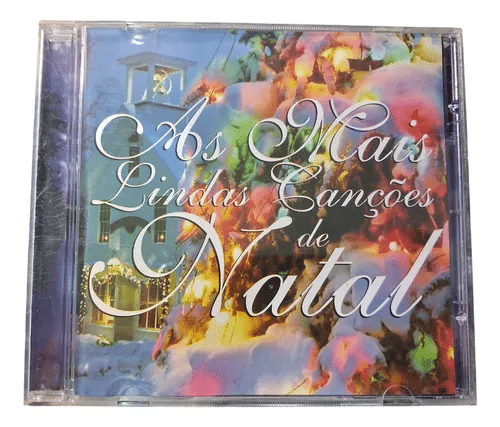 As Mais
Lindas Canções
de
Natal